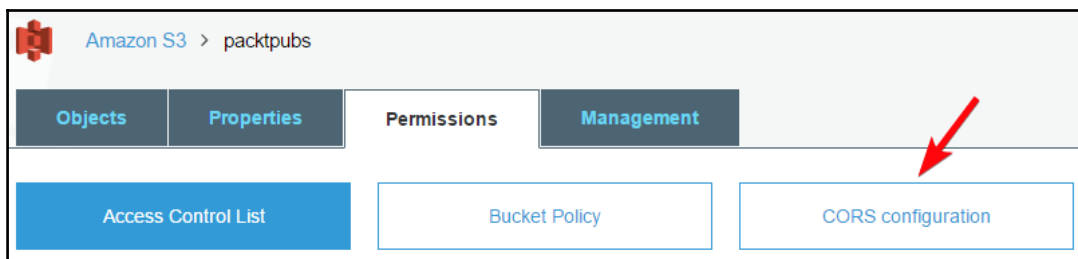 Amazon S3 > packtpubs
Objects Properties Permissions Management
Access Control List Bucket Policy CORS configuration